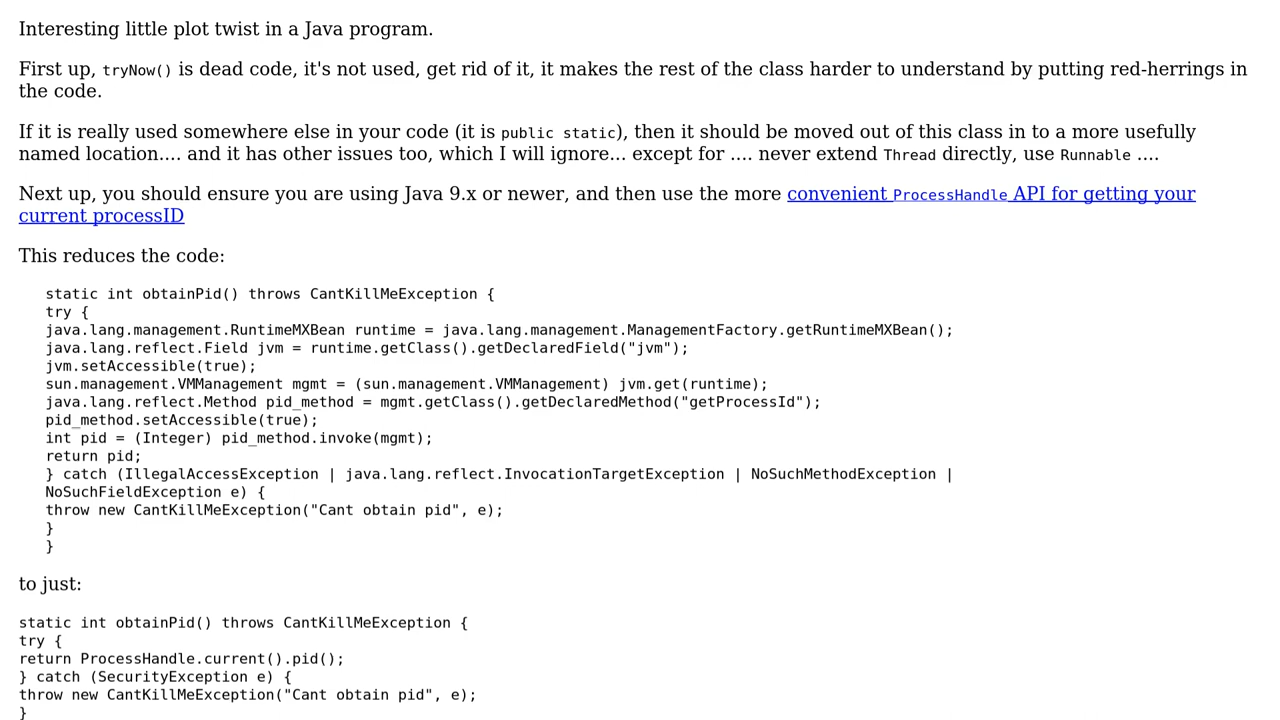 Interesting little plot twist in a Java program.
First up, tryNow() is dead code, it's not used, get rid of it, it makes the rest of the class harder to understand by putting red-herrings in
the code.
If it is really used somewhere else in your code (it is public static), then it should be moved out of this class in to a more usefully
named location.... and it has other issues too, which I will ignore... except for .... never extend Thread directly, use Runnable ....
Next up, you should ensure you are using Java 9.x or newer, and then use the more convenient ProcessHandle API for getting your
current processID
This reduces the code:
static int obtainPid() throws CantKillMeException {
try {
java.lang.management.RuntimeMXBean runtime = java.lang.management.ManagementFactory.getRuntimeMXBean();
java.lang.reflect.Field jvm = runtime.getClass().getDeclaredField("jvm");
jvm.setAccessible(true);
sun.management.VMManagement mgmt = (sun.management.VMManagement) jvm.get(runtime);
java.lang.reflect.Method pid_method = mgmt.getClass().getDeclaredMethod("getProcessId");
pid_method.setAccessible(true);
int pid = (Integer) pid_method.invoke(mgmt);
return pid;
} catch (IllegalAccessException | java.lang.reflect.InvocationTargetException | NoSuchMethodException |
NoSuchFieldException e) {
throw new CantKillMeException("Cant obtain pid", e);
}
}
to just:
static int obtainPid() throws CantKillMeException {
try {
return ProcessHandle.current().pid();
} catch (SecurityException e) {
throw new CantKillMeException("Cant obtain pid", e);
}